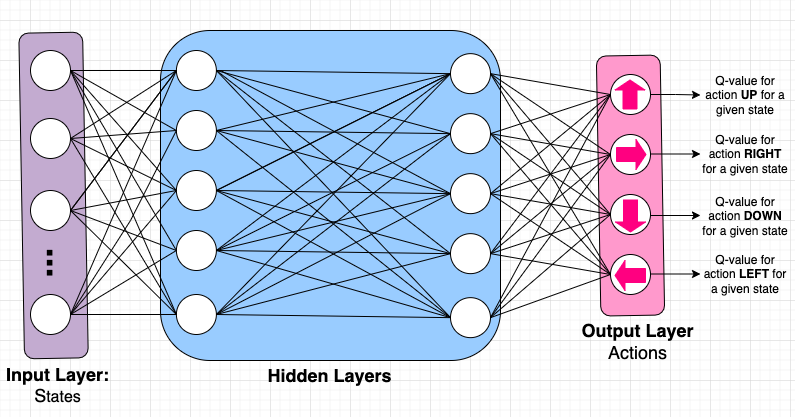 Q-value for
action UP for a
given state
Q-value for
action RIGHT
for a given state
Q-value for
action DOWN
for a given state
Q-value for
action LEFT for
a given state
Output Layer
Actions
Input Layer:
States
Hidden Layers